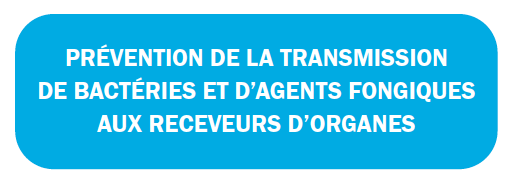 PRÉVENTION DE LA TRANSMISSION
DE BACTÉRIES ET D’AGENTS FONGIQUES
AUX RECEVEURS D’ORGANES